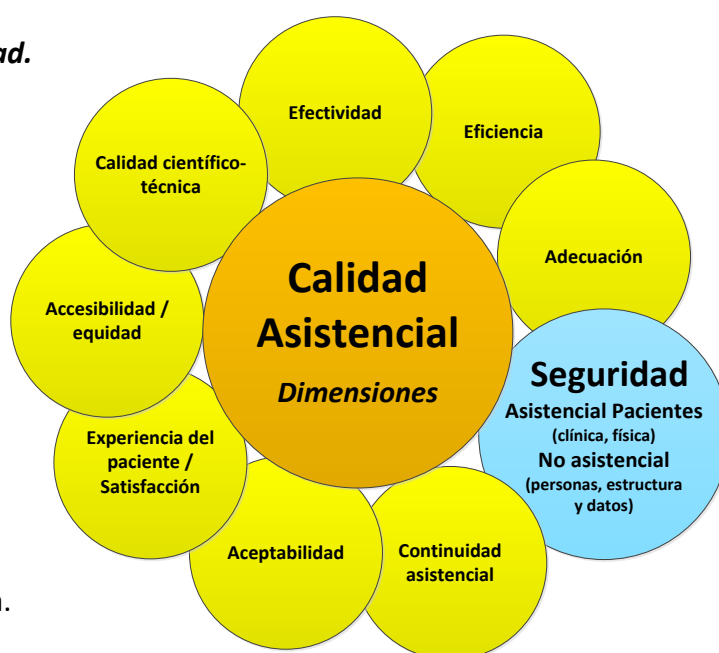 ad.
Efectividad
Eficiencia
Calidad científico-
técnica
Adecuación
Calidad
Asistencial
Dimensiones
Accesibilidad /
equidad
Seguridad
Asistencial Pacientes
(clínica, física)
No asistencial
(personas, estructura
y datos)
Experiencia del
paciente /
Satisfacción
Aceptabilidad
Continuidad
asistencial